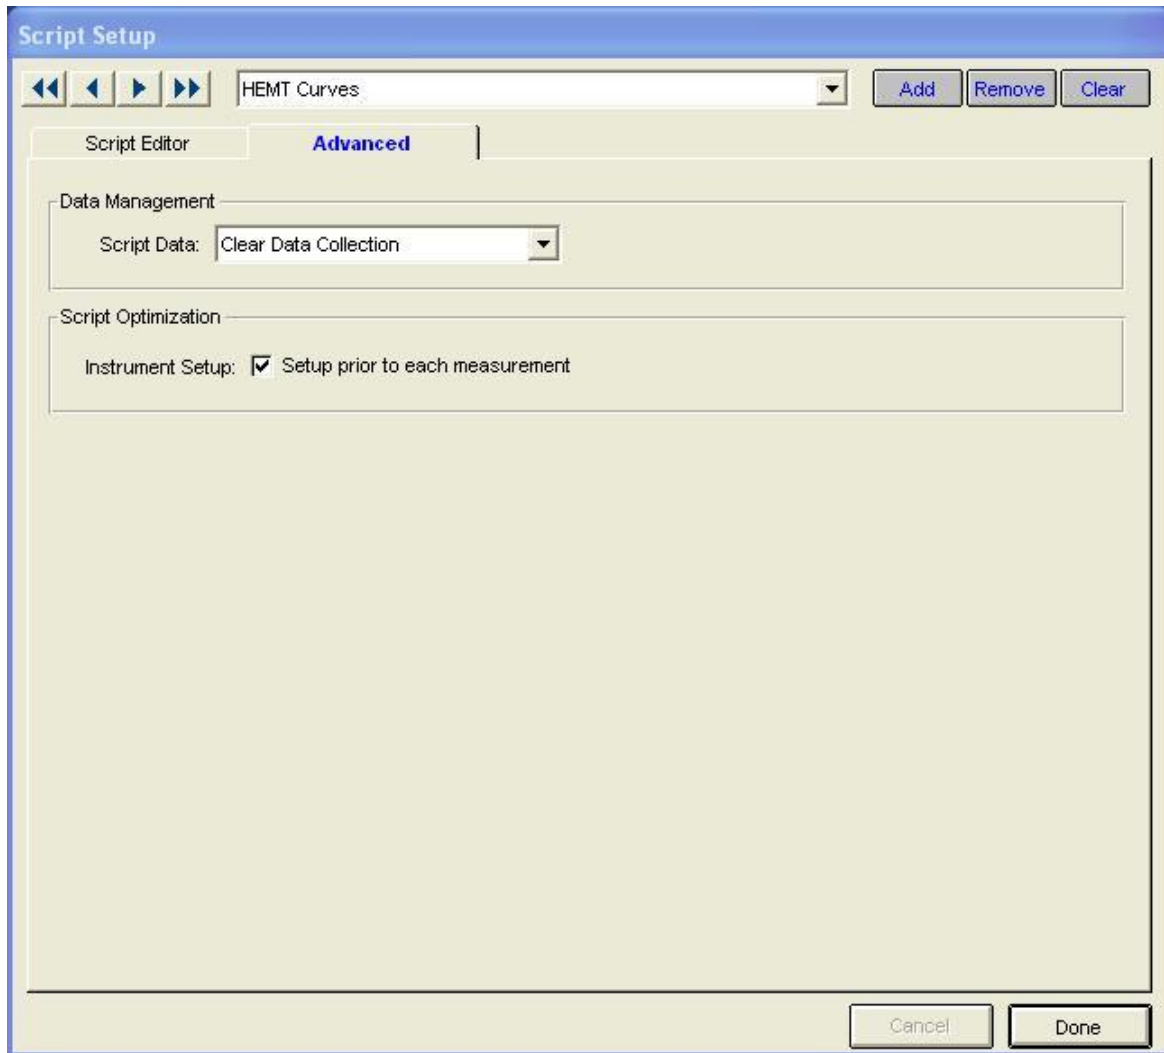 Script Setup
HEMT Curves
Add Remove Clear
Script Editor Advanced
Data Management
Script Data: Clear Data Collection
Script Optimization
Instrument Setup: Setup prior to each measurement
Cancel Done